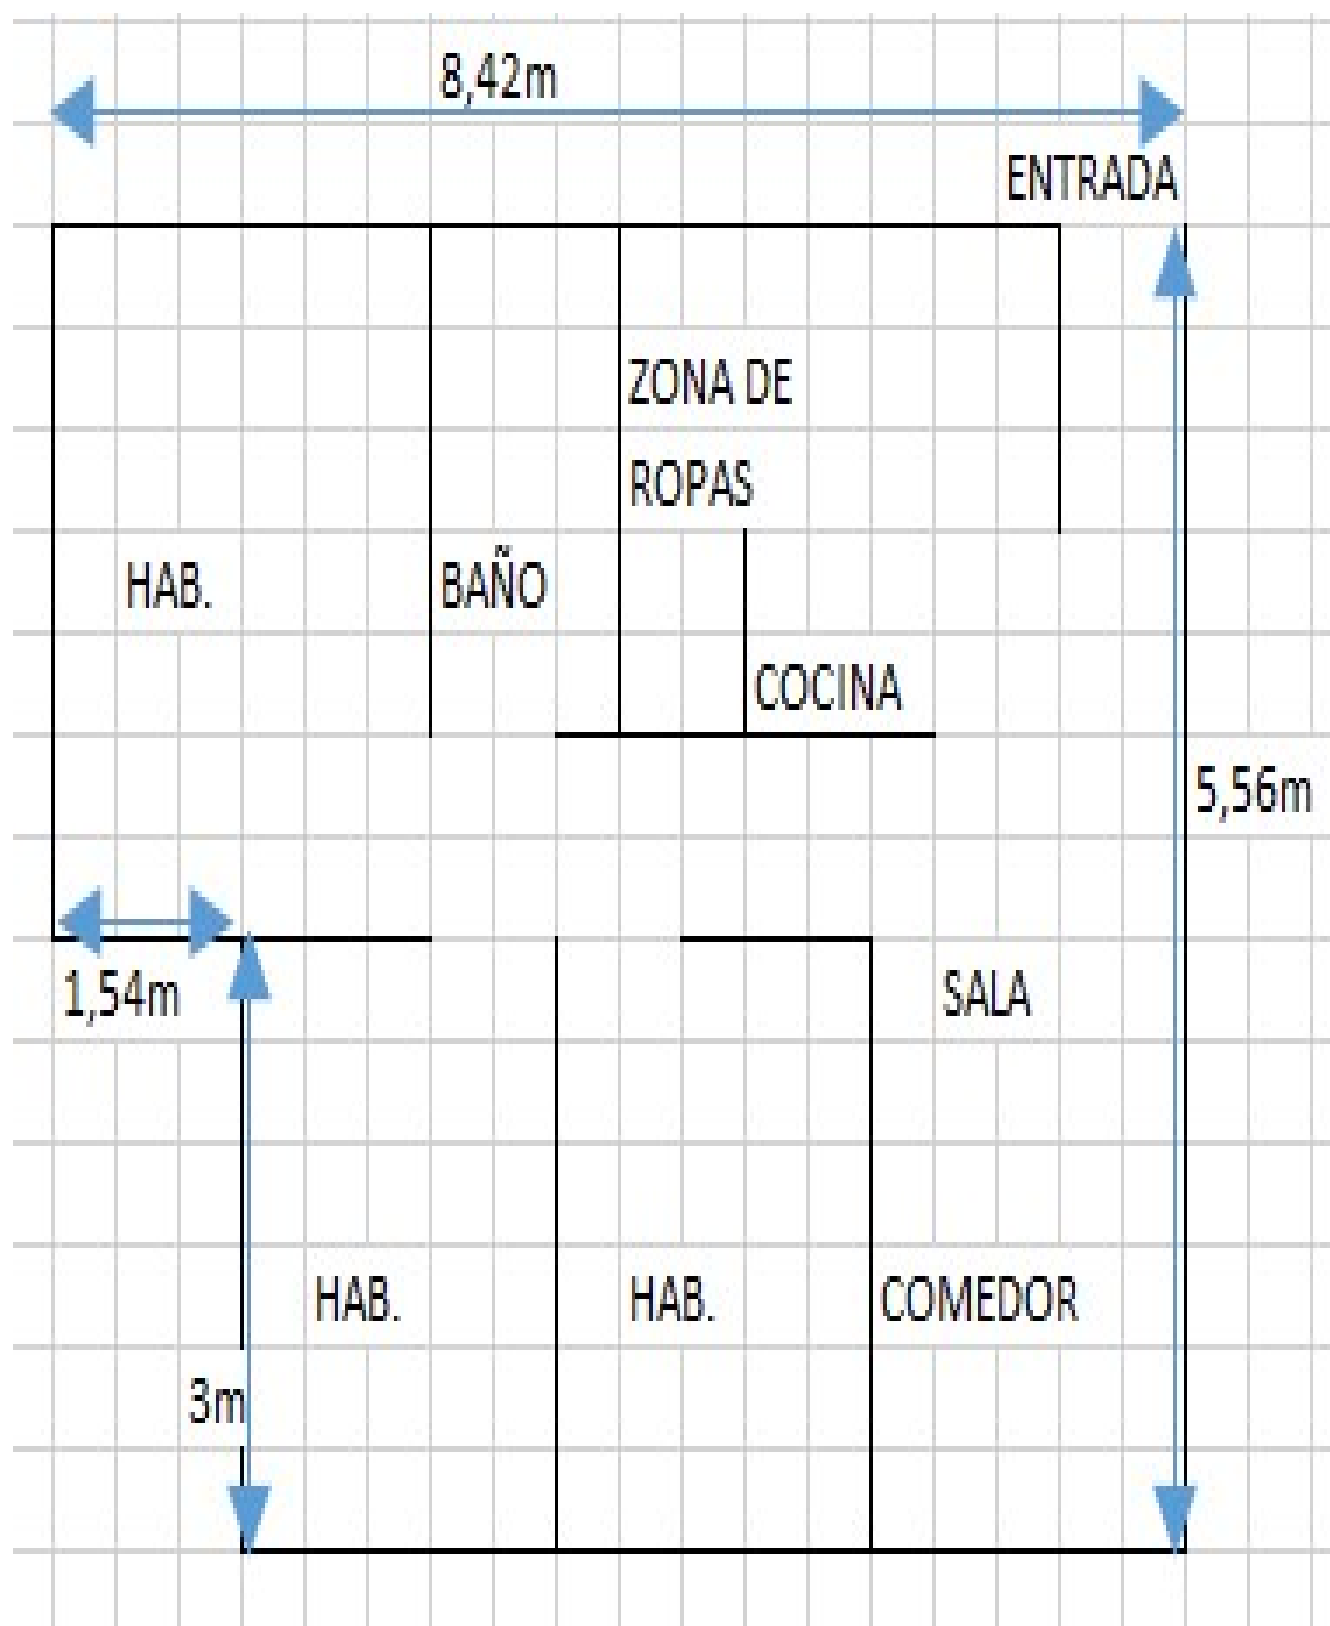 8,42m
ENTRADA
ZONA DE
ROPAS
HAB.
BAÑO
COCINA
5,56m
1,54m
SALA
HAB.
HAB.
COMEDOR
3m